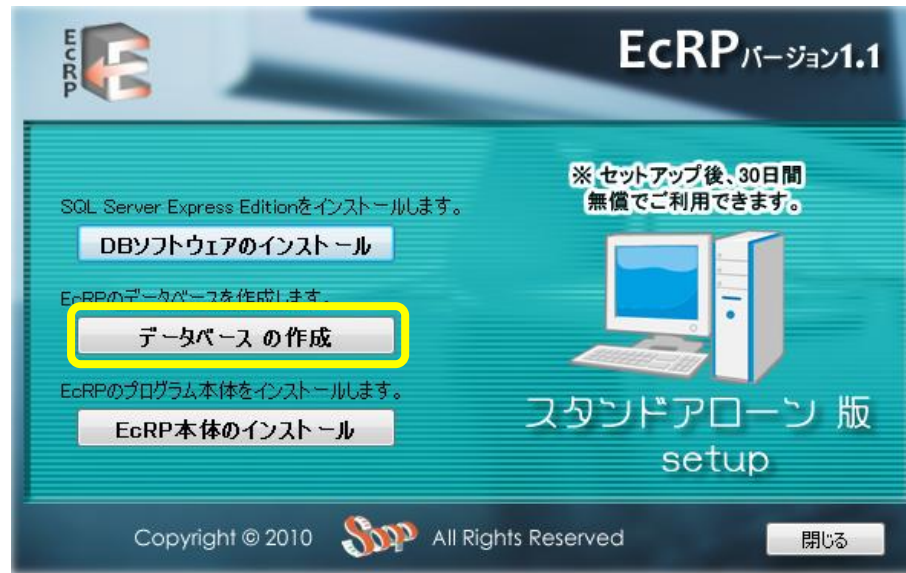 ECRP
EcRPバージョン1.1
※ セットアップ後、30日間
無償でご利用できます。
SQL Server Express Editionをインストールします。
DBソフトウェアのインストール
EcRPのデータベースを作成します。
データベース の作成
EcRPのプログラム本体をインストールします。
EcRP本体のインストール
スタンドアローン 版
setup
Copyright © 2010 Sopp All Rights Reserved
閉じる